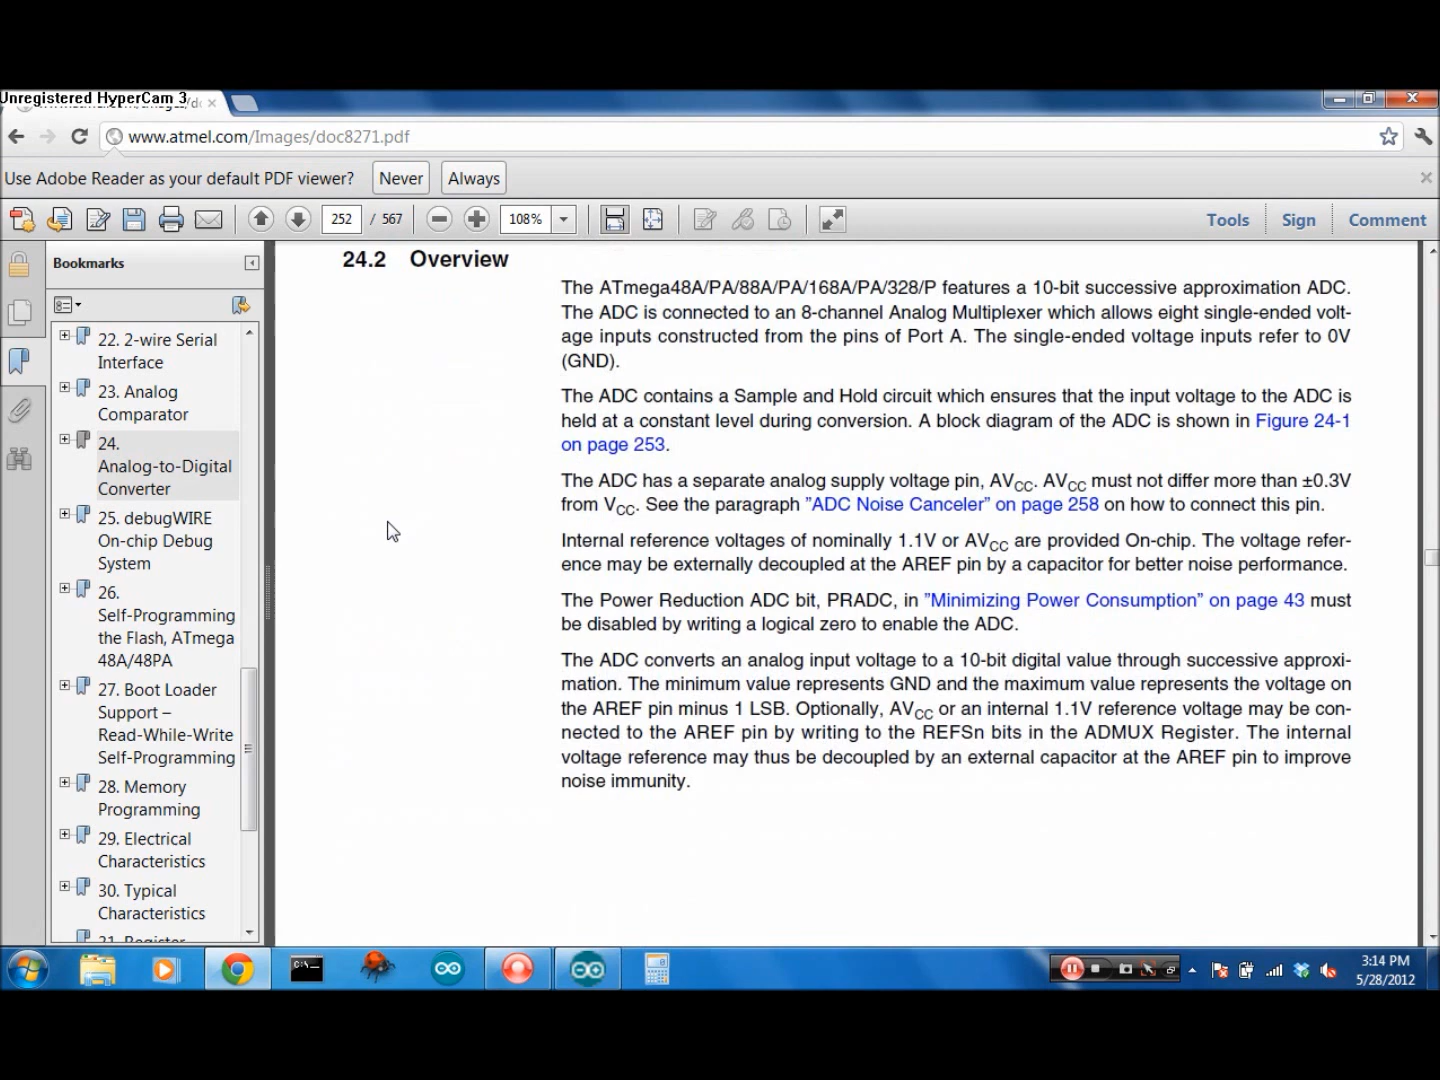 Unregistered HyperCam 3
www.atmel.com/Images/doc8271.pdf
Use Adobe Reader as your default PDF viewer? Never Always
252 / 567 108% Tools Sign Comment
Bookmarks
22. 2-wire Serial
Interface
23. Analog
Comparator
24.
Analog-to-Digital
Converter
25. debugWIRE
On-chip Debug
System
26.
Self-Programming
the Flash, ATmega
48A/48PA
27. Boot Loader
Support –
Read-While-Write
Self-Programming
28. Memory
Programming
29. Electrical
Characteristics
30. Typical
Characteristics
31. Register
24.2 Overview
The ATmega48A/PA/88A/PA/168A/PA/328/P features a 10-bit successive approximation ADC.
The ADC is connected to an 8-channel Analog Multiplexer which allows eight single-ended volt-
age inputs constructed from the pins of Port A. The single-ended voltage inputs refer to 0V
(GND).
The ADC contains a Sample and Hold circuit which ensures that the input voltage to the ADC is
held at a constant level during conversion. A block diagram of the ADC is shown in Figure 24-1
on page 253.
The ADC has a separate analog supply voltage pin, AVCC. AVCC must not differ more than ±0.3V
from VCC. See the paragraph ”ADC Noise Canceler” on page 258 on how to connect this pin.
Internal reference voltages of nominally 1.1V or AVCC are provided On-chip. The voltage refer-
ence may be externally decoupled at the AREF pin by a capacitor for better noise performance.
The Power Reduction ADC bit, PRADC, in ”Minimizing Power Consumption” on page 43 must
be disabled by writing a logical zero to enable the ADC.
The ADC converts an analog input voltage to a 10-bit digital value through successive approxi-
mation. The minimum value represents GND and the maximum value represents the voltage on
the AREF pin minus 1 LSB. Optionally, AVCC or an internal 1.1V reference voltage may be con-
nected to the AREF pin by writing to the REFSn bits in the ADMUX Register. The internal
voltage reference may thus be decoupled by an external capacitor at the AREF pin to improve
noise immunity.
3:14 PM
5/28/2012